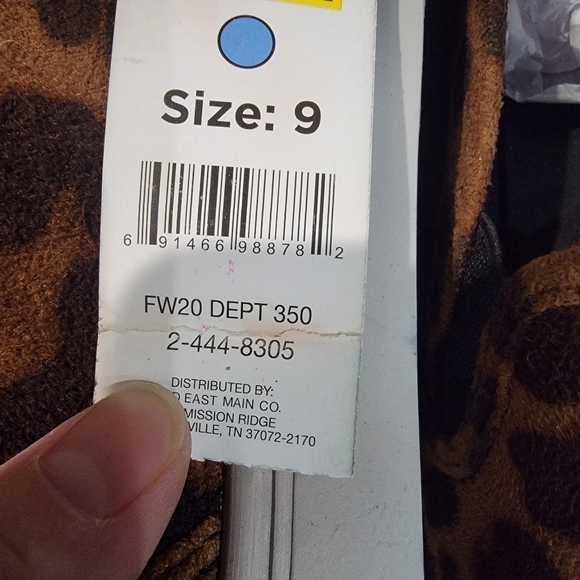 Size: 9
6 91466 98878 2
FW20 DEPT 350
2-444-8305
DISTRIBUTED BY:
D EAST MAIN CO.
MISSION RIDGE
VILLE, TN 37072-2170